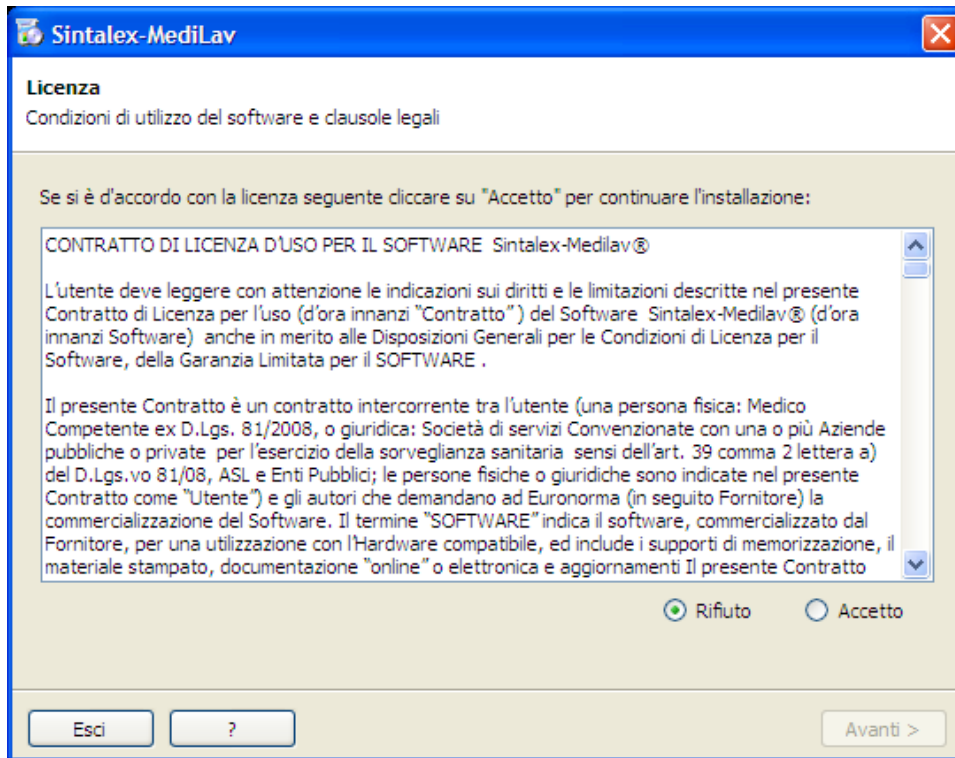 Sintalex-MediLav
Licenza
Condizioni di utilizzo del software e clausole legali
Se si è d'accordo con la licenza seguente cliccare su "Accetto" per continuare l'installazione:
CONTRATTO DI LICENZA D'USO PER IL SOFTWARE  Sintalex-Medilav®
L'utente deve leggere con attenzione le indicazioni sui diritti e le limitazioni descritte nel presente
Contratto di Licenza per l'uso (d'ora innanzi "Contratto" ) del Software  Sintalex-Medilav® (d'ora
innanzi Software)  anche in merito alle Disposizioni Generali per le Condizioni di Licenza per il
Software, della Garanzia Limitata per il SOFTWARE .
Il presente Contratto è un contratto intercorrente tra l'utente (una persona fisica: Medico
Competente ex D.Lgs. 81/2008, o giuridica: Società di servizi Convenzionate con una o più Aziende
pubbliche o private  per l'esercizio della sorveglianza sanitaria  sensi dell'art. 39 comma 2 lettera a)
del D.Lgs.vo 81/08, ASL e Enti Pubblici; le persone fisiche o giuridiche sono indicate nel presente
Contratto come "Utente") e gli autori che demandano ad Euronorma (in seguito Fornitore) la
commercializzazione del Software. Il termine "SOFTWARE" indica il software, commercializzato dal
Fornitore, per una utilizzazione con l'Hardware compatibile, ed include i supporti di memorizzazione, il
materiale stampato, documentazione "online" o elettronica e aggiornamenti Il presente Contratto
Rifiuto
Accetto
Esci
?
Avanti >